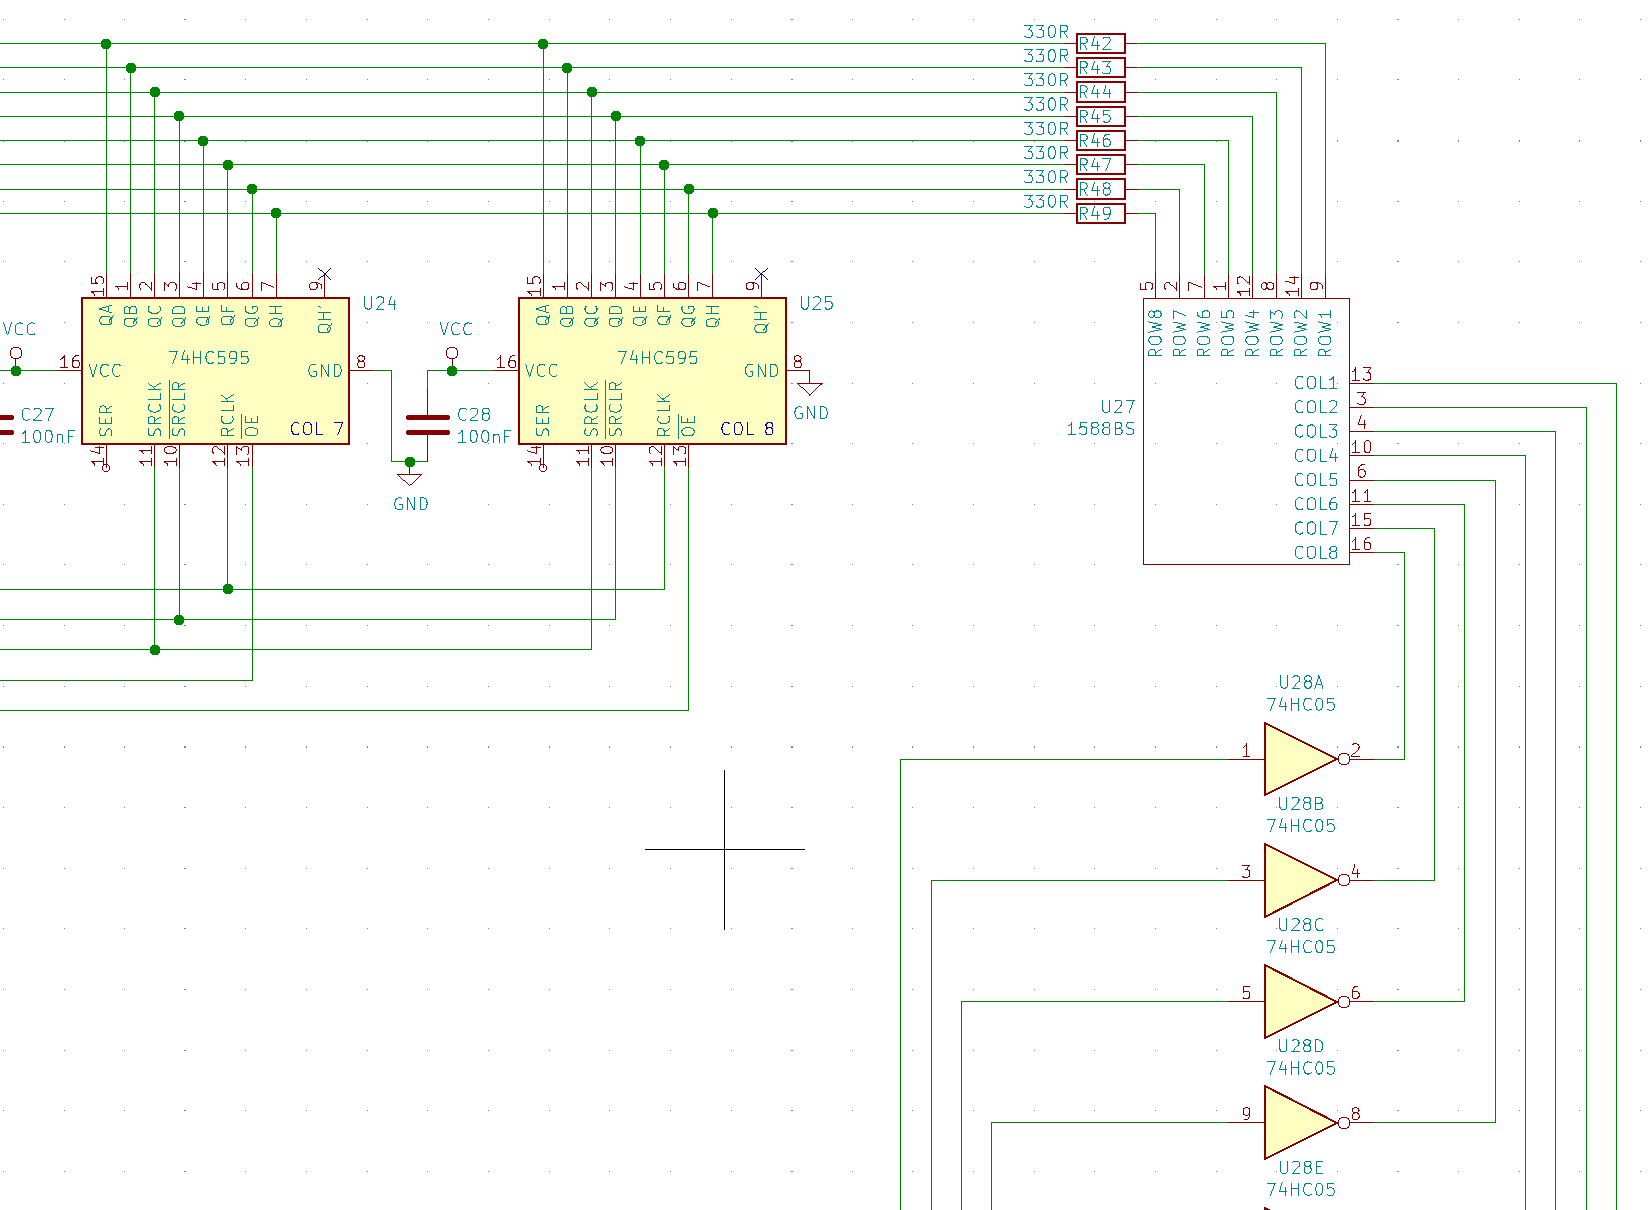 330R R42
330R R43
330R R44
330R R45
330R R46
330R R47
330R R48
330R R49
15 1 2 3 4 5 6 7 9
QA QB QC QD QE QF QG QH QH'
U24
74HC595
VCC
16 VCC
GND 8
SER SRCLK SRCLR RCLK OE
COL 7
14 11 10 12 13
C27
100nF
VCC
C28
100nF
GND
15 1 2 3 4 5 6 7 9
QA QB QC QD QE QF QG QH QH'
U25
74HC595
16 VCC
GND 8
GND
SER SRCLK SRCLR RCLK OE
COL 8
14 11 10 12 13
5 2 7 1 12 8 14 9
ROW8 ROW7 ROW6 ROW5 ROW4 ROW3 ROW2 ROW1
U27
1588BS
COL1 13
COL2 3
COL3 4
COL4 10
COL5 6
COL6 11
COL7 15
COL8 16
U28A
74HC05
1 2
U28B
74HC05
3 4
U28C
74HC05
5 6
U28D
74HC05
9 8
U28E
74HC05